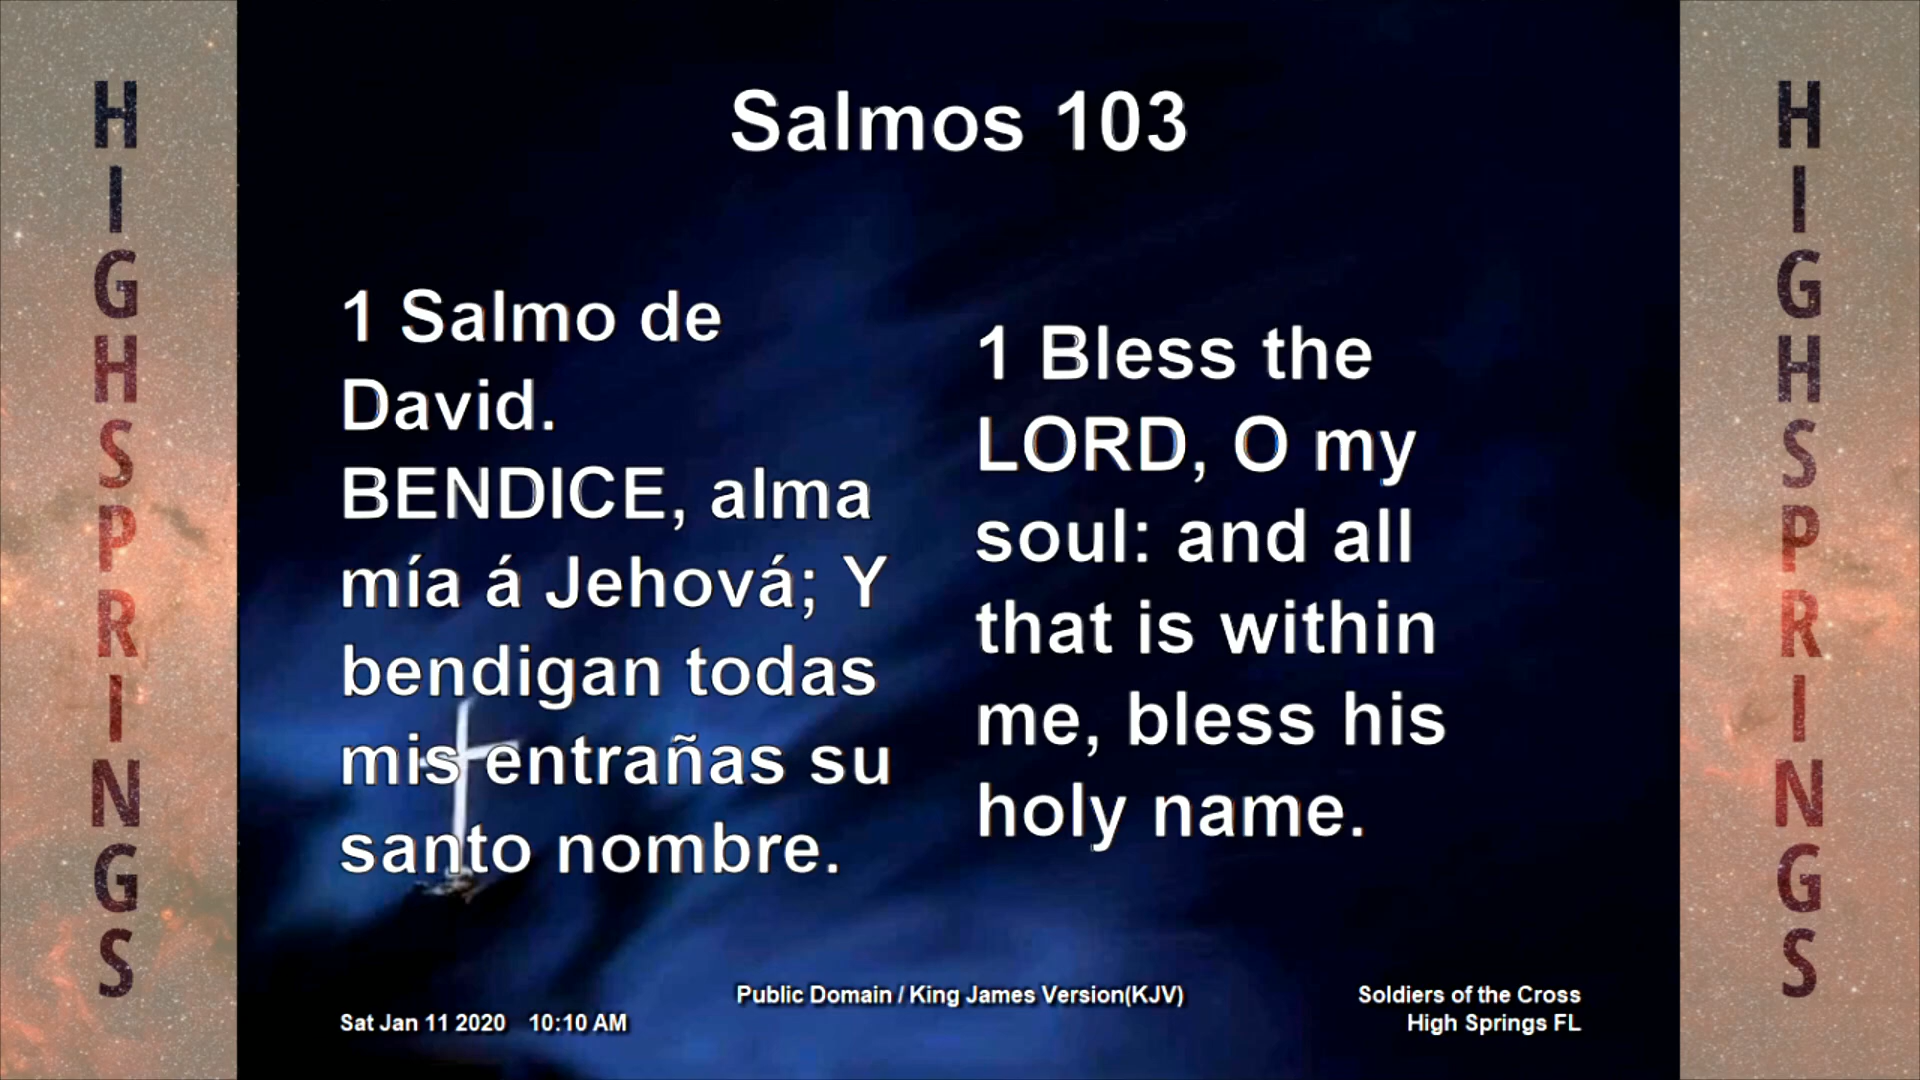 HIGHSPRINGS
Salmos 103
1 Salmo de
David.
BENDICE, alma
mía á Jehová; Y
bendigan todas
mis entrañas su
santo nombre.
1 Bless the
LORD, O my
soul: and all
that is within
me, bless his
holy name.
Public Domain / King James Version(KJV)
Sat Jan 11 2020 10:10 AM
Soldiers of the Cross
High Springs FL
HIGHSPRINGS